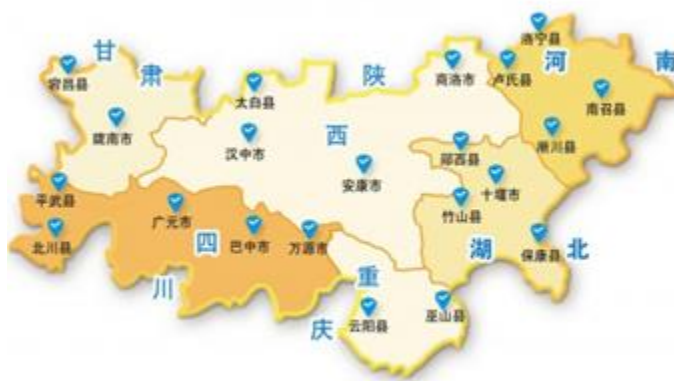 洛宁县
甘
肃
陕
河
南
宕昌县
太白县
商洛市
卢氏县
南召县
陇南市
汉中市
西
淅川县
郧西县
安康市
十堰市
平武县
广元市
竹山县
北川县
四
巴中市
万源市
湖
北
保康县
川
重
庆
云阳县
巫山县